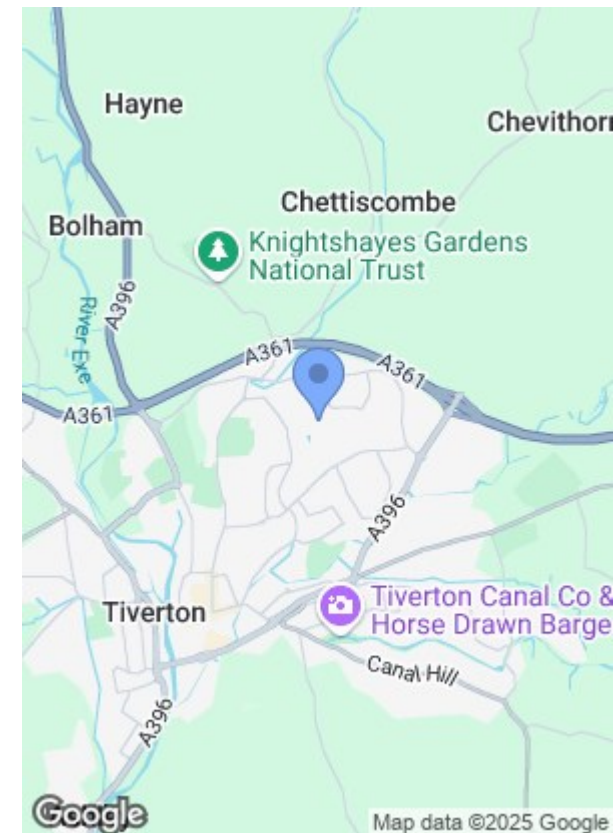 Hayne
Chevithorn
Chettiscombe
Bolham
Knightshayes Gardens
National Trust
A396
River Exe
A361
A361
A361
A396
Tiverton
Tiverton Canal Co &
Horse Drawn Barge
Canal Hill
A396
Google
Map data ©2025 Google